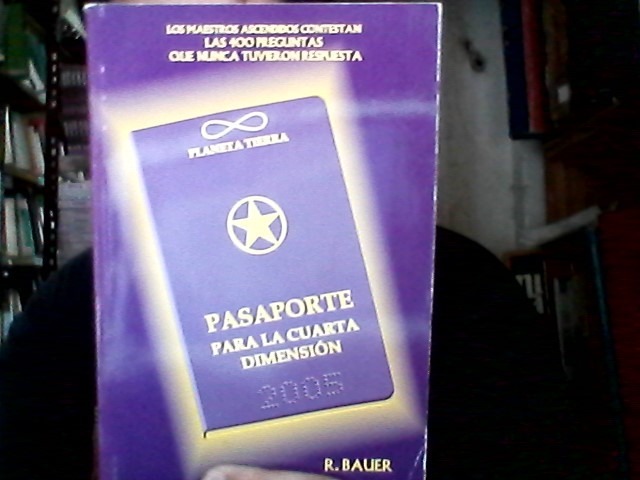 LOS MAESTROS ASCENDIDOS CONTESTAN
LAS 400 PREGUNTAS
QUE NUNCA TUVIERON RESPUESTA
PLANETA TIERRA
PASAPORTE
PARA LA CUARTA
DIMENSIÓN
2005
R. BAUER